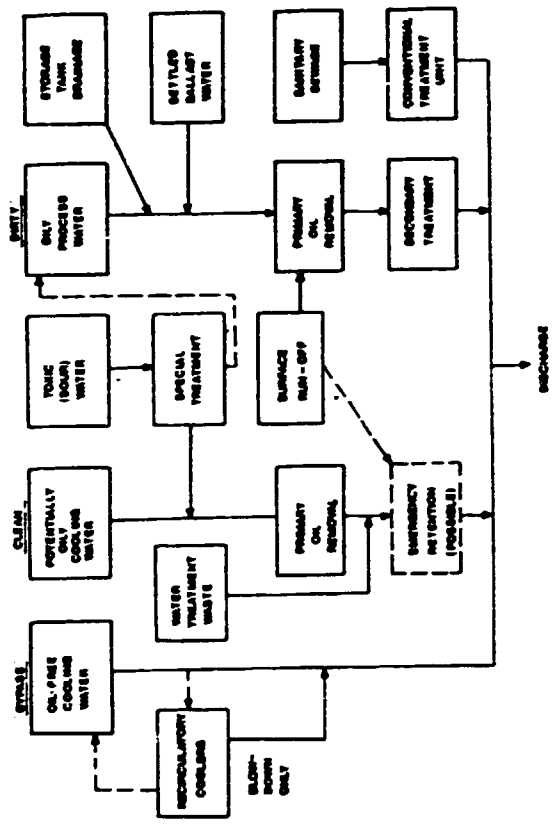 BYPASS
OIL-FREE
COOLING
WATER
CLEAN
POTENTIALLY
OILY
COOLING
WATER
TOXIC
(SOUR)
WATER
DIRTY
OILY
PROCESS
WATER
STORAGE
TANK
DRAINAGE
RECIRCULATORY
COOLERS
BLOW-
DOWN
ONLY
WATER
TREATMENT
WASTE
SPECIAL
TREATMENT
SETTLED
BALLAST
WATER
PRIMARY
OIL
REMOVAL
SURFACE
RUN-OFF
PRIMARY
OIL
REMOVAL
SANITARY
SEWAGE
EMERGENCY
RETENTION
(POSSIBLE)
SECONDARY
TREATMENT
CONVENTIONAL
TREATMENT
UNIT
DISCHARGE